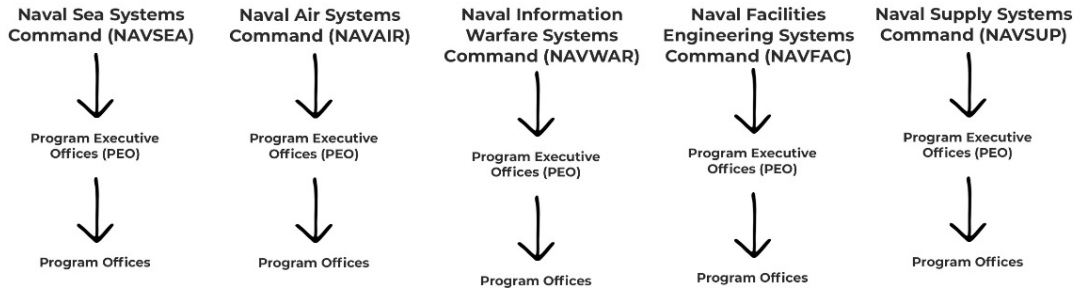 Naval Sea Systems
Command (NAVSEA)
Program Executive
Offices (PEO)
Program Offices
Naval Air Systems
Command (NAVAIR)
Program Executive
Offices (PEO)
Program Offices
Naval Information
Warfare Systems
Command (NAVWAR)
Program Executive
Offices (PEO)
Program Offices
Naval Facilities
Engineering Systems
Command (NAVFAC)
Program Executive
Offices (PEO)
Program Offices
Naval Supply Systems
Command (NAVSUP)
Program Executive
Offices (PEO)
Program Offices